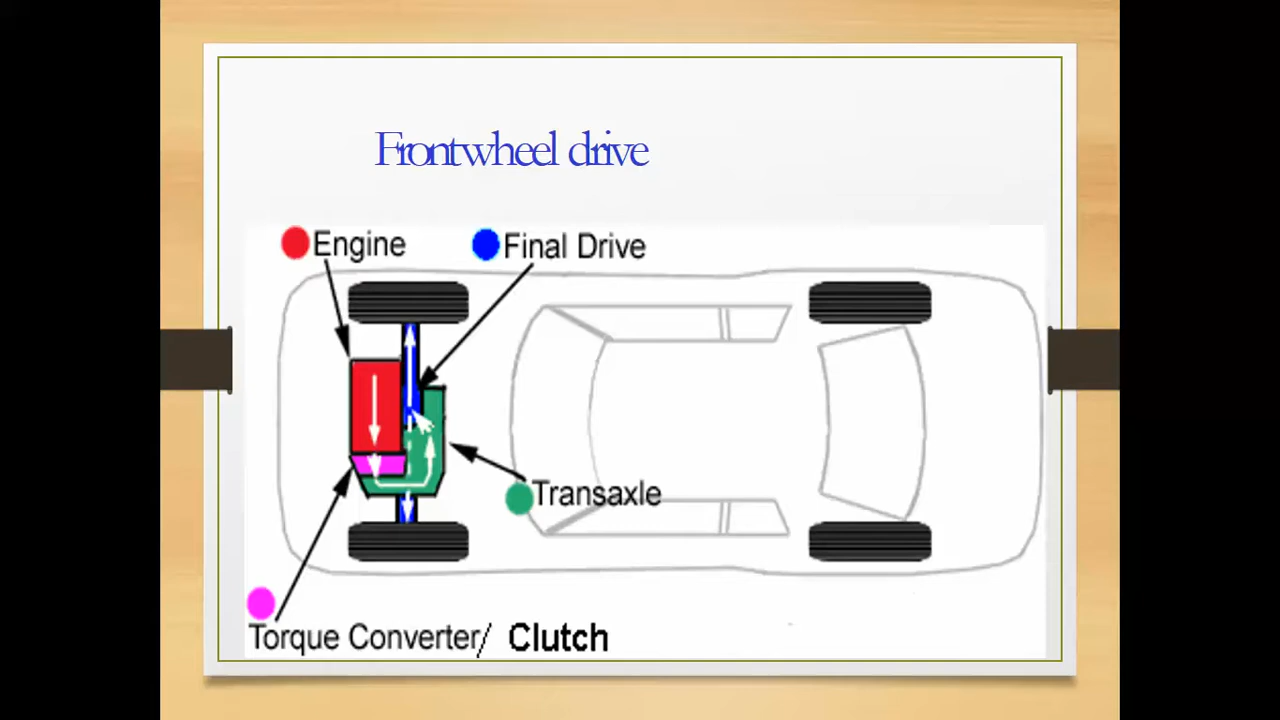 Frontwheel drive
Engine
Final Drive
Transaxle
Torque Converter/ Clutch